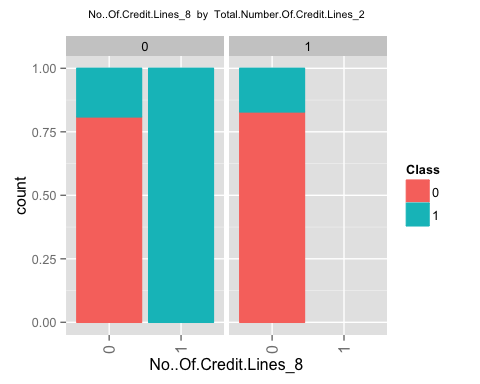 No..Of.Credit.Lines_8 by Total.Number.Of.Credit.Lines_2
0 1
1.00
0.75
0.50
0.25
0.00
count
0 1 0 1
No..Of.Credit.Lines_8
Class
0
1